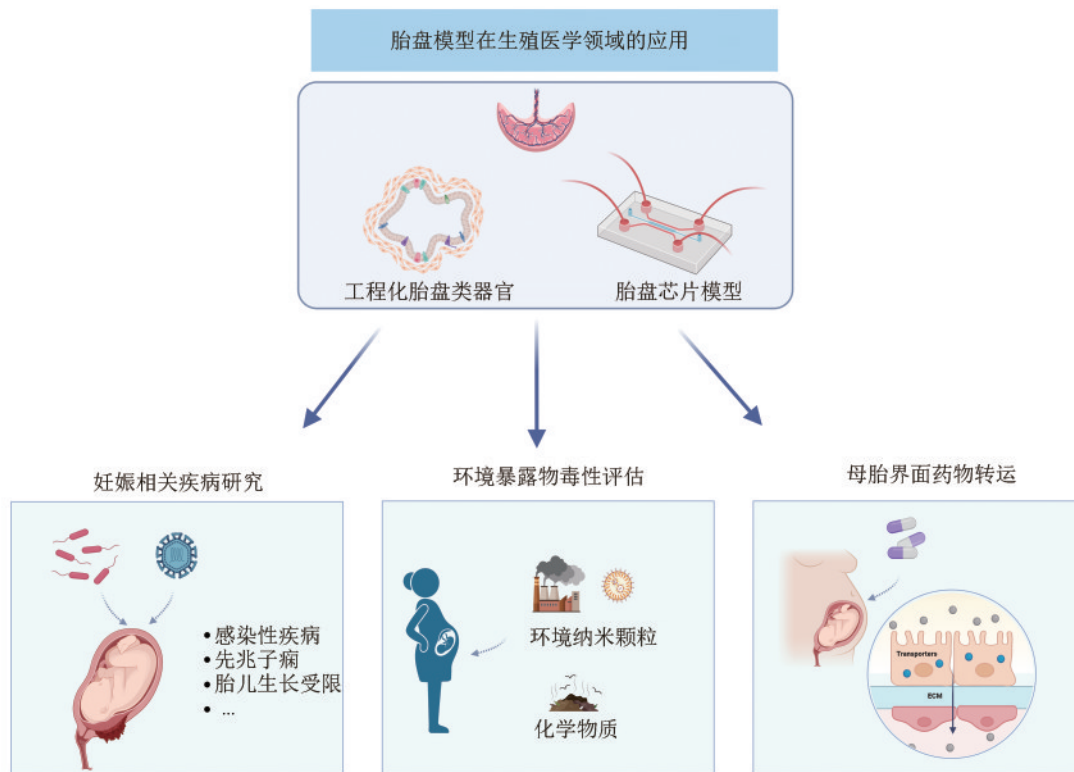 胎盘模型在生殖医学领域的应用
工程化胎盘类器官
胎盘芯片模型
妊娠相关疾病研究
环境暴露物毒性评估
母胎界面药物转运
•感染性疾病
•先兆子痫
•胎儿生长受限
• ...
环境纳米颗粒
化学物质
Transporters
ECM